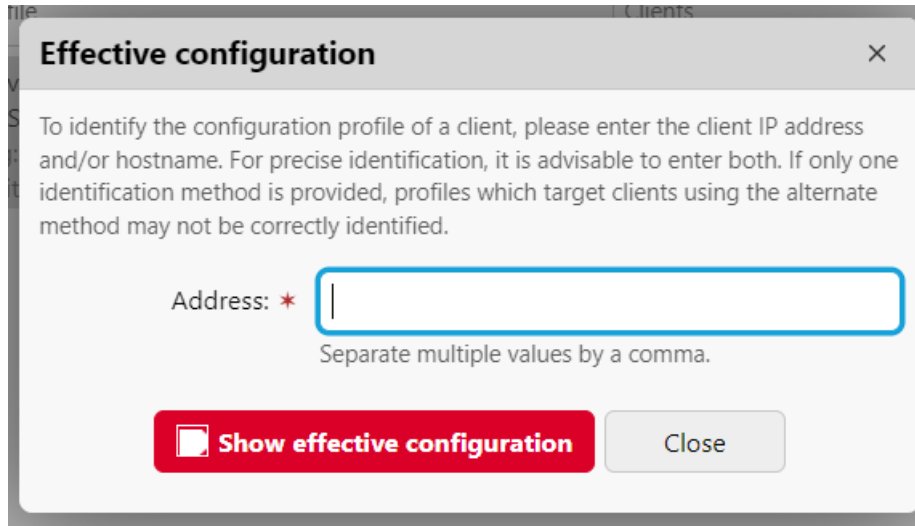 file
Clients
Effective configuration
To identify the configuration profile of a client, please enter the client IP address
and/or hostname. For precise identification, it is advisable to enter both. If only one
identification method is provided, profiles which target clients using the alternate
method may not be correctly identified.
Address: *
Separate multiple values by a comma.
Show effective configuration
Close